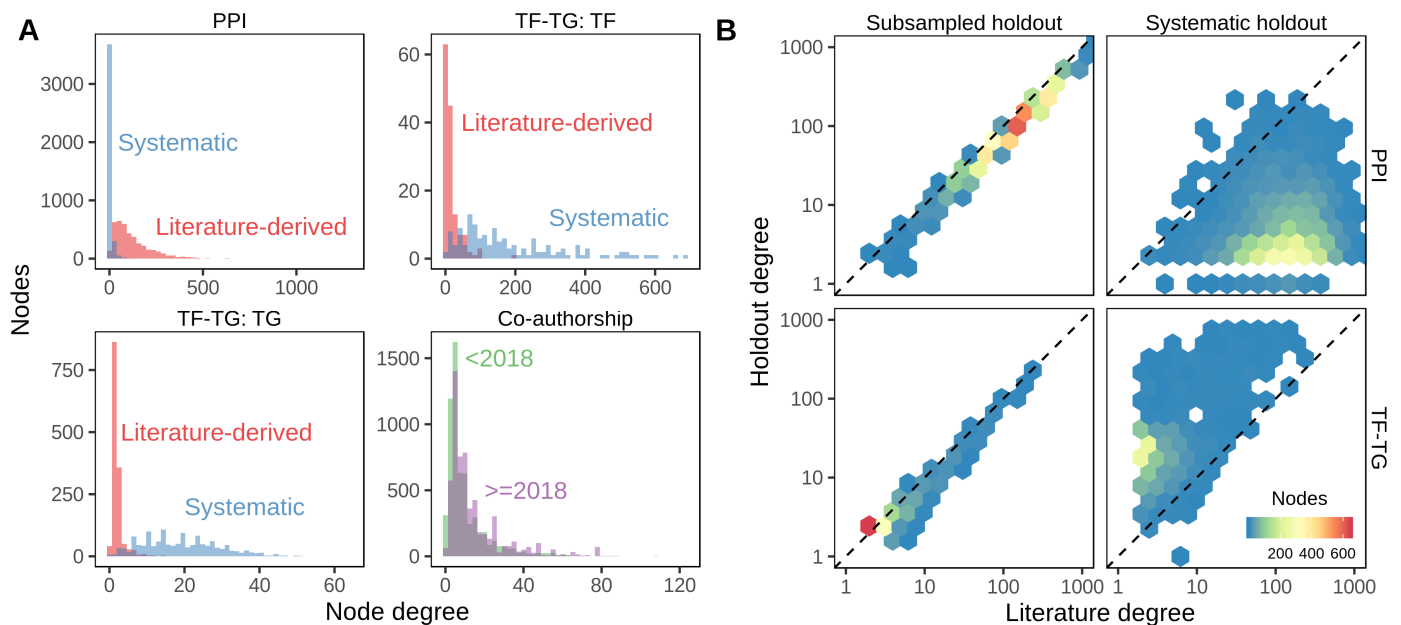 A
PPI
TF-TG: TF
3000
2000
1000
0
Systematic
Literature-derived
0
500
1000
60
40
20
0
Literature-derived
Systematic
0
200
400
600
Nodes
TF-TG: TG
Co-authorship
750
500
250
0
Literature-derived
Systematic
0
20
40
60
1500
1000
500
0
<2018
>=2018
0
40
80
120
Node degree
B
Subsampled holdout
Systematic holdout
1000
100
10
1
PPI
Holdout degree
1000
100
10
1
TF-TG
Nodes
200 400 600
1
10
100
1000
1
10
100
1000
Literature degree